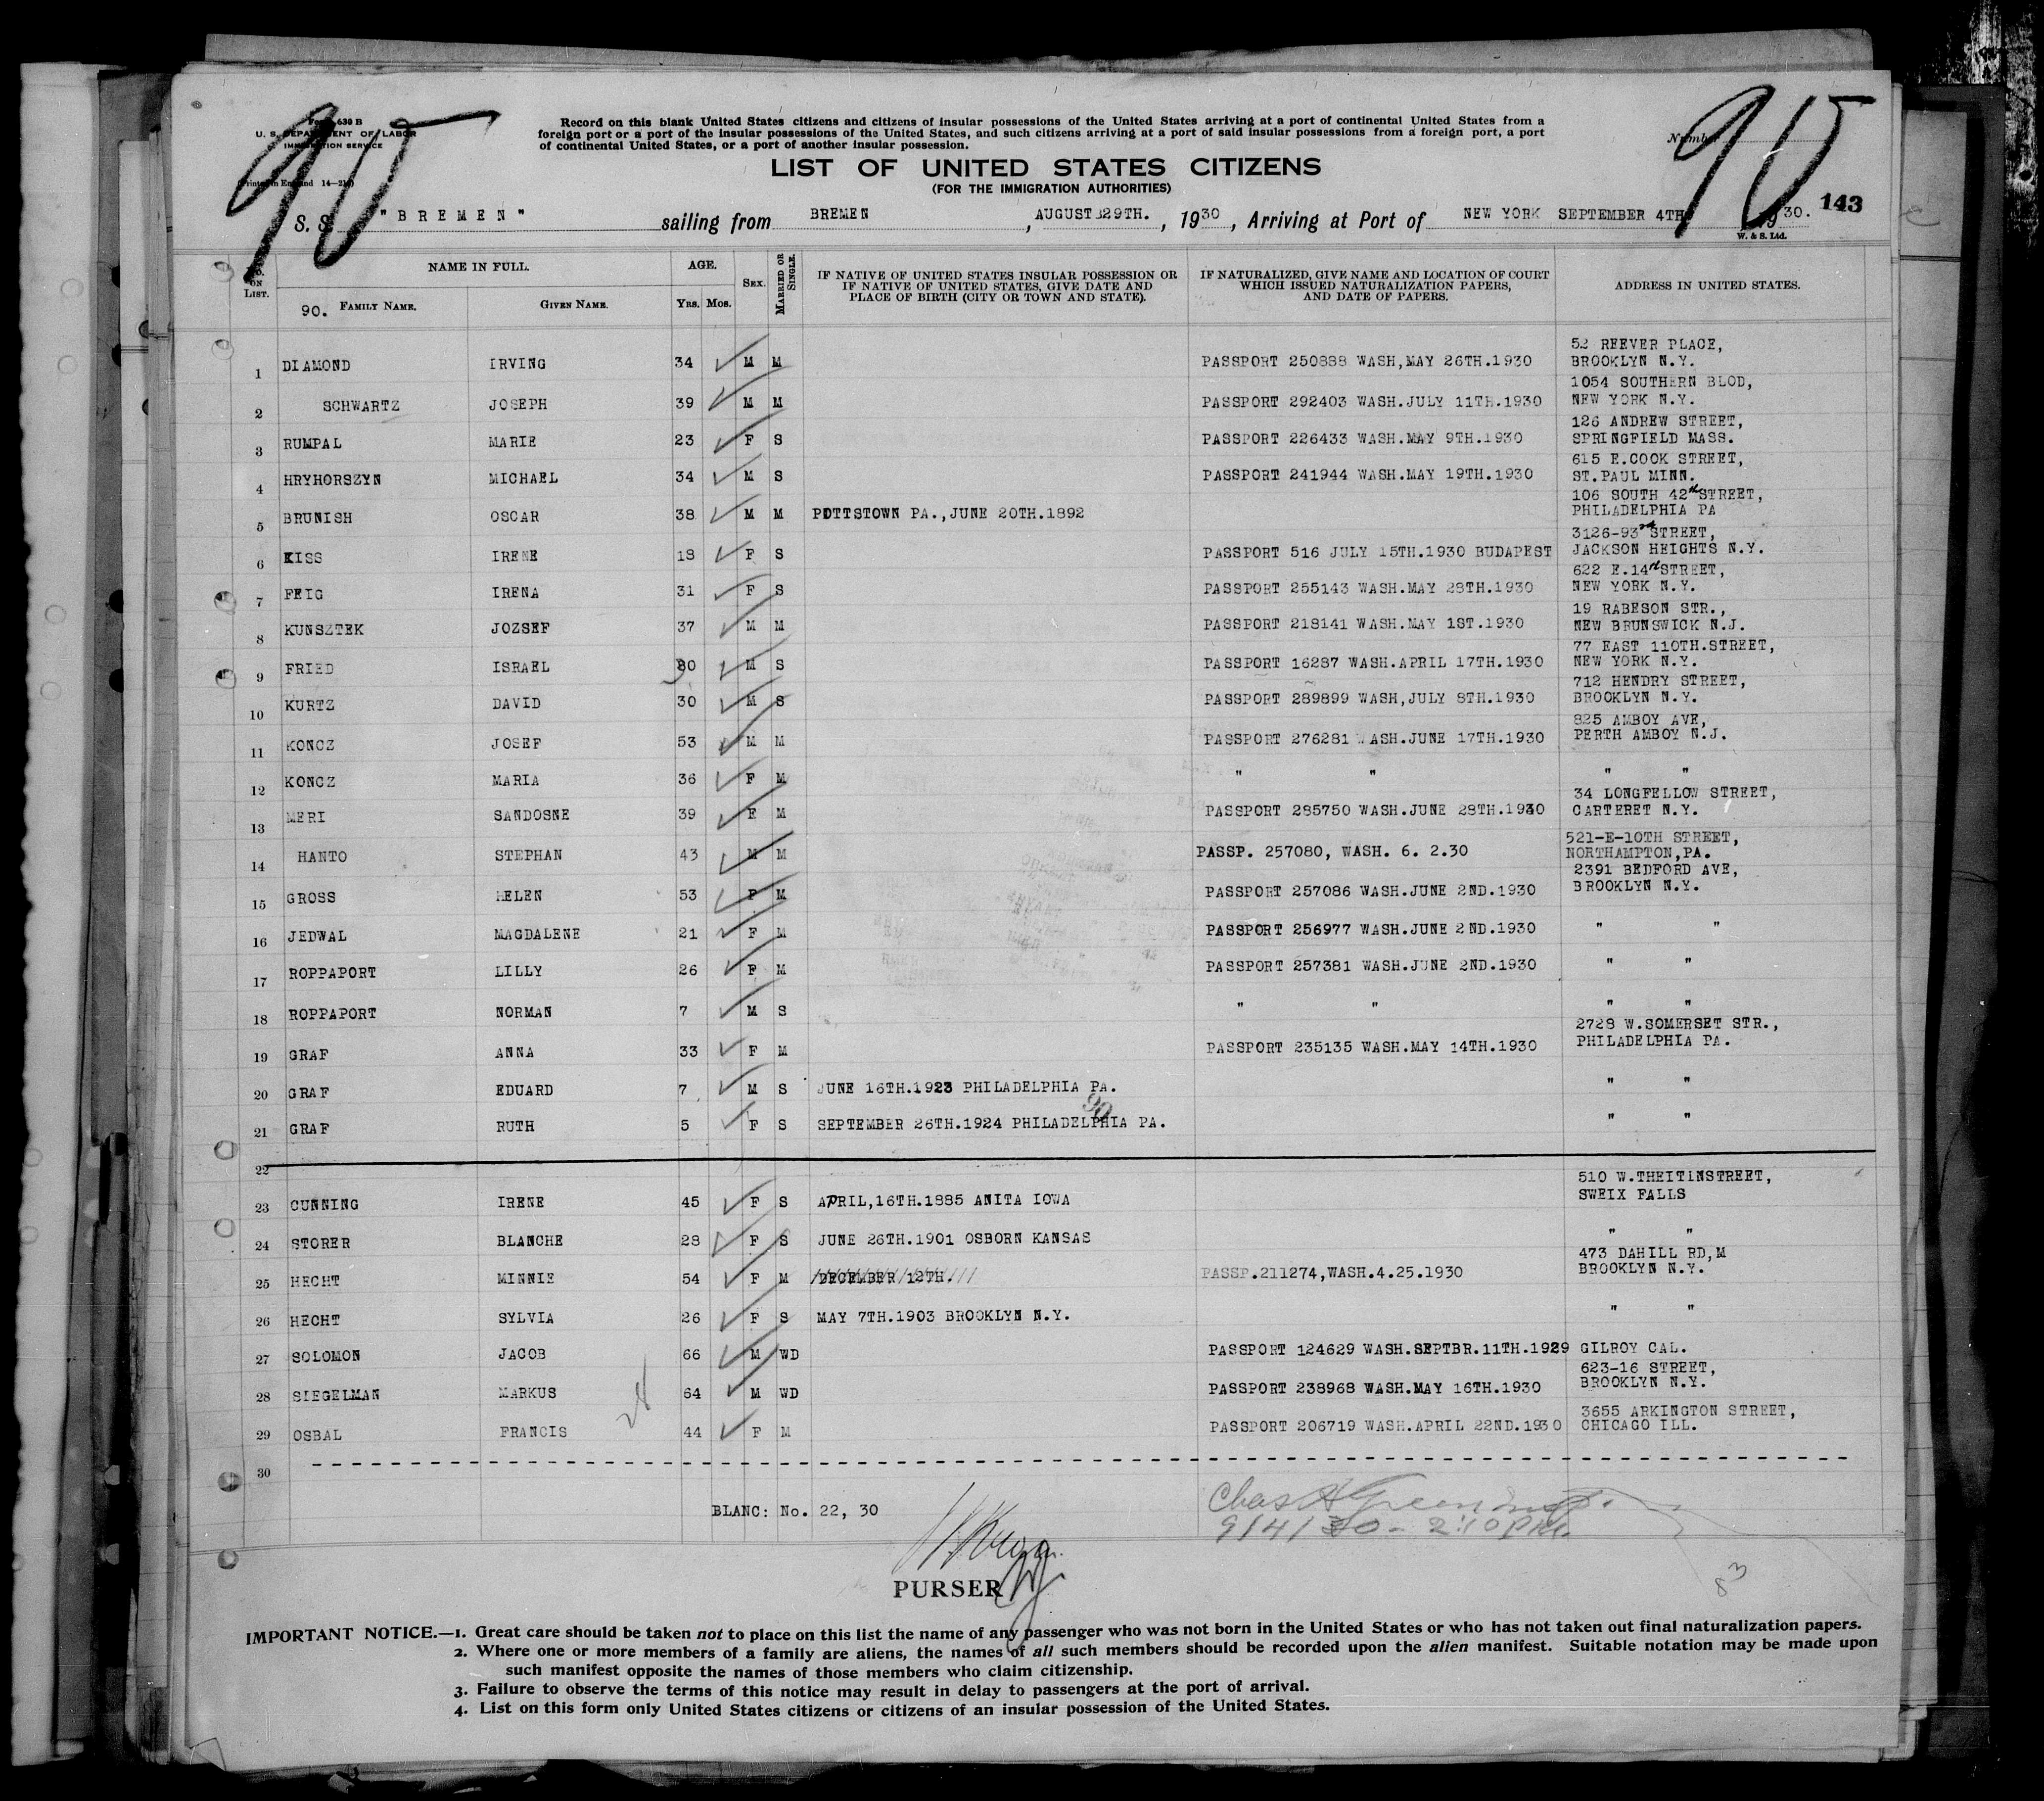 90
90
Form 630 B
U. S. DEPARTMENT OF LABOR
IMMIGRATION SERVICE
(Printed in England 14—21)
Record on this blank United States citizens and citizens of insular possessions of the United States arriving at a port of continental United States from a
foreign port or a port of the insular possessions of the United States, and such citizens arriving at a port of said insular possessions from a foreign port, a port
of continental United States, or a port of another insular possession.
Number
LIST OF UNITED STATES CITIZENS
(FOR THE IMMIGRATION AUTHORITIES)
143
S. S. "BREMEN" sailing from BREMEN, AUGUST 29TH., 1930, Arriving at Port of NEW YORK SEPTEMBER 4TH 1930.
W. & S. Ltd.
No. ON LIST. NAME IN FULL. AGE. SEX. MARRIED OR SINGLE. IF NATIVE OF UNITED STATES INSULAR POSSESSION OR IF NATIVE OF UNITED STATES, GIVE DATE AND PLACE OF BIRTH (CITY OR TOWN AND STATE). IF NATURALIZED, GIVE NAME AND LOCATION OF COURT WHICH ISSUED NATURALIZATION PAPERS, AND DATE OF PAPERS. ADDRESS IN UNITED STATES.
90. FAMILY NAME. GIVEN NAME. YRS. MOS.
1 DIAMOND IRVING 34 M M PASSPORT 250888 WASH,MAY 26TH.1930 52 REEVER PLACE, BROOKLYN N.Y.
2 SCHWARTZ JOSEPH 39 M M PASSPORT 292403 WASH.JULY 11TH.1930 1054 SOUTHERN BLOD, NEW YORK N.Y.
3 RUMPAL MARIE 23 F S PASSPORT 226433 WASH.MAY 9TH.1930 126 ANDREW STREET, SPRINGFIELD MASS.
4 HRYHORSZYN MICHAEL 34 M S PASSPORT 241944 WASH.MAY 19TH.1930 615 E.COOK STREET, ST.PAUL MINN.
5 BRUNISH OSCAR 38 M M POTTSTOWN PA.,JUNE 20TH.1892 106 SOUTH 42nd STREET, PHILADELPHIA PA
6 KISS IRENE 18 F S PASSPORT 516 JULY 15TH.1930 BUDAPEST 3126-93rd STREET, JACKSON HEIGHTS N.Y.
7 FEIG IRENA 31 F S PASSPORT 255143 WASH.MAY 28TH.1930 622 E.14 STREET, NEW YORK N.Y.
8 KUNSZTEK JOZSEF 37 M M PASSPORT 218141 WASH.MAY 1ST.1930 19 RABESON STR., NEW BRUNSWICK N.J.
9 FRIED ISRAEL 30 M S PASSPORT 16287 WASH.APRIL 17TH.1930 77 EAST 110TH.STREET, NEW YORK N.Y.
10 KURTZ DAVID 30 M S PASSPORT 289899 WASH,JULY 8TH.1930 712 HENDRY STREET, BROOKLYN N.Y.
11 KONCZ JOSEF 53 M M PASSPORT 276281 WASH.JUNE 17TH.1930 825 AMBOY AVE, PERTH AMBOY N.J.
12 KONCZ MARIA 36 F M " " " "
13 MERI SANDOSNE 39 F M PASSPORT 285750 WASH.JUNE 28TH.1930 34 LONGFELLOW STREET, CARTERET N.Y.
14 HANTO STEPHAN 43 M M PASSP. 257080, WASH. 6. 2.30 521-E-10TH STREET, NORTHAMPTON,PA.
15 GROSS HELEN 53 F M PASSPORT 257086 WASH.JUNE 2ND.1930 2391 BEDFORD AVE, BROOKLYN N.Y.
16 JEDWAL MAGDALENE 21 F M PASSPORT 256977 WASH.JUNE 2ND.1930 " "
17 ROPPAPORT LILLY 26 F M PASSPORT 257381 WASH.JUNE 2ND.1930 " "
18 ROPPAPORT NORMAN 7 M S " " " "
19 GRAF ANNA 33 F M PASSPORT 235135 WASH.MAY 14TH.1930 2728 W.SOMERSET STR., PHILADELPHIA PA.
20 GRAF EDUARD 7 M S JUNE 16TH.1923 PHILADELPHIA PA. " "
90
21 GRAF RUTH 5 F S SEPTEMBER 26TH.1924 PHILADELPHIA PA. " "
22
23 CUNNING IRENE 45 F S APRIL,16TH.1885 ANITA IOWA 510 W.THEITINSTREET, SWEIX FALLS
24 STORER BLANCHE 28 F S JUNE 26TH.1901 OSBORN KANSAS " "
25 HECHT MINNIE 54 F M DECEMBER 12TH. PASSP.211274,WASH.4.25.1930 473 DAHILL RD,M BROOKLYN N.Y.
26 HECHT SYLVIA 26 F S MAY 7TH.1903 BROOKLYN N.Y. " "
27 SOLOMON JACOB 66 M WD PASSPORT 124629 WASH.SEPTBR.11TH.1929 GILROY CAL.
28 SIEGELMAN MARKUS 64 M WD PASSPORT 238968 WASH.MAY 16TH.1930 623-16 STREET, BROOKLYN N.Y.
29 OSBAL FRANCIS 44 F M PASSPORT 206719 WASH.APRIL 22ND.1930 3655 ARKINGTON STREET, CHICAGO ILL.
30
BLANC: No. 22, 30
Chas A Green Insp.
9/4/30 - 2:10 PM.
PURSER
83
IMPORTANT NOTICE.—1. Great care should be taken not to place on this list the name of any passenger who was not born in the United States or who has not taken out final naturalization papers.
2. Where one or more members of a family are aliens, the names of all such members should be recorded upon the alien manifest. Suitable notation may be made upon
such manifest opposite the names of those members who claim citizenship.
3. Failure to observe the terms of this notice may result in delay to passengers at the port of arrival.
4. List on this form only United States citizens or citizens of an insular possession of the United States.